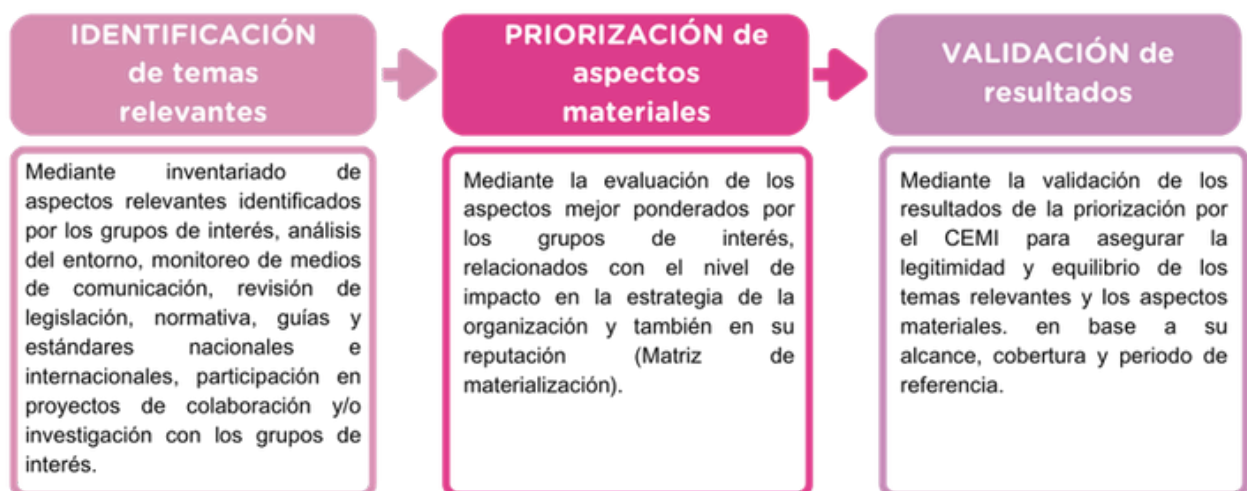 IDENTIFICACIÓN
de temas
relevantes
Mediante inventariado de
aspectos relevantes identificados
por los grupos de interés, análisis
del entorno, monitoreo de medios
de comunicación, revisión de
legislación, normativa, guías y
estándares nacionales e
internacionales, participación en
proyectos de colaboración y/o
investigación con los grupos de
interés.
PRIORIZACIÓN de
aspectos
materiales
Mediante la evaluación de los
aspectos mejor ponderados por
los grupos de interés,
relacionados con el nivel de
impacto en la estrategia de la
organización y también en su
reputación (Matriz de
materialización).
VALIDACIÓN de
resultados
Mediante la validación de los
resultados de la priorización por
el CEMI para asegurar la
legitimidad y equilibrio de los
temas relevantes y los aspectos
materiales. en base a su
alcance, cobertura y periodo de
referencia.